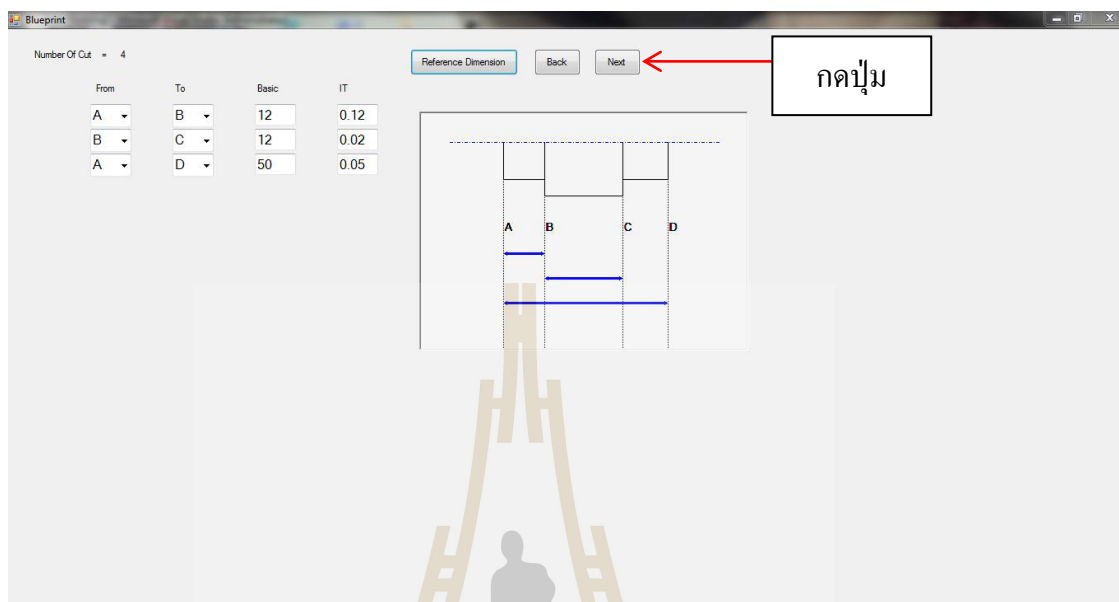 Blueprint
Number Of Cut = 4
Reference Dimension Back Next
กดปุ่ม
From To Basic IT
A B 12 0.12
B C 12 0.02
A D 50 0.05
A B C D